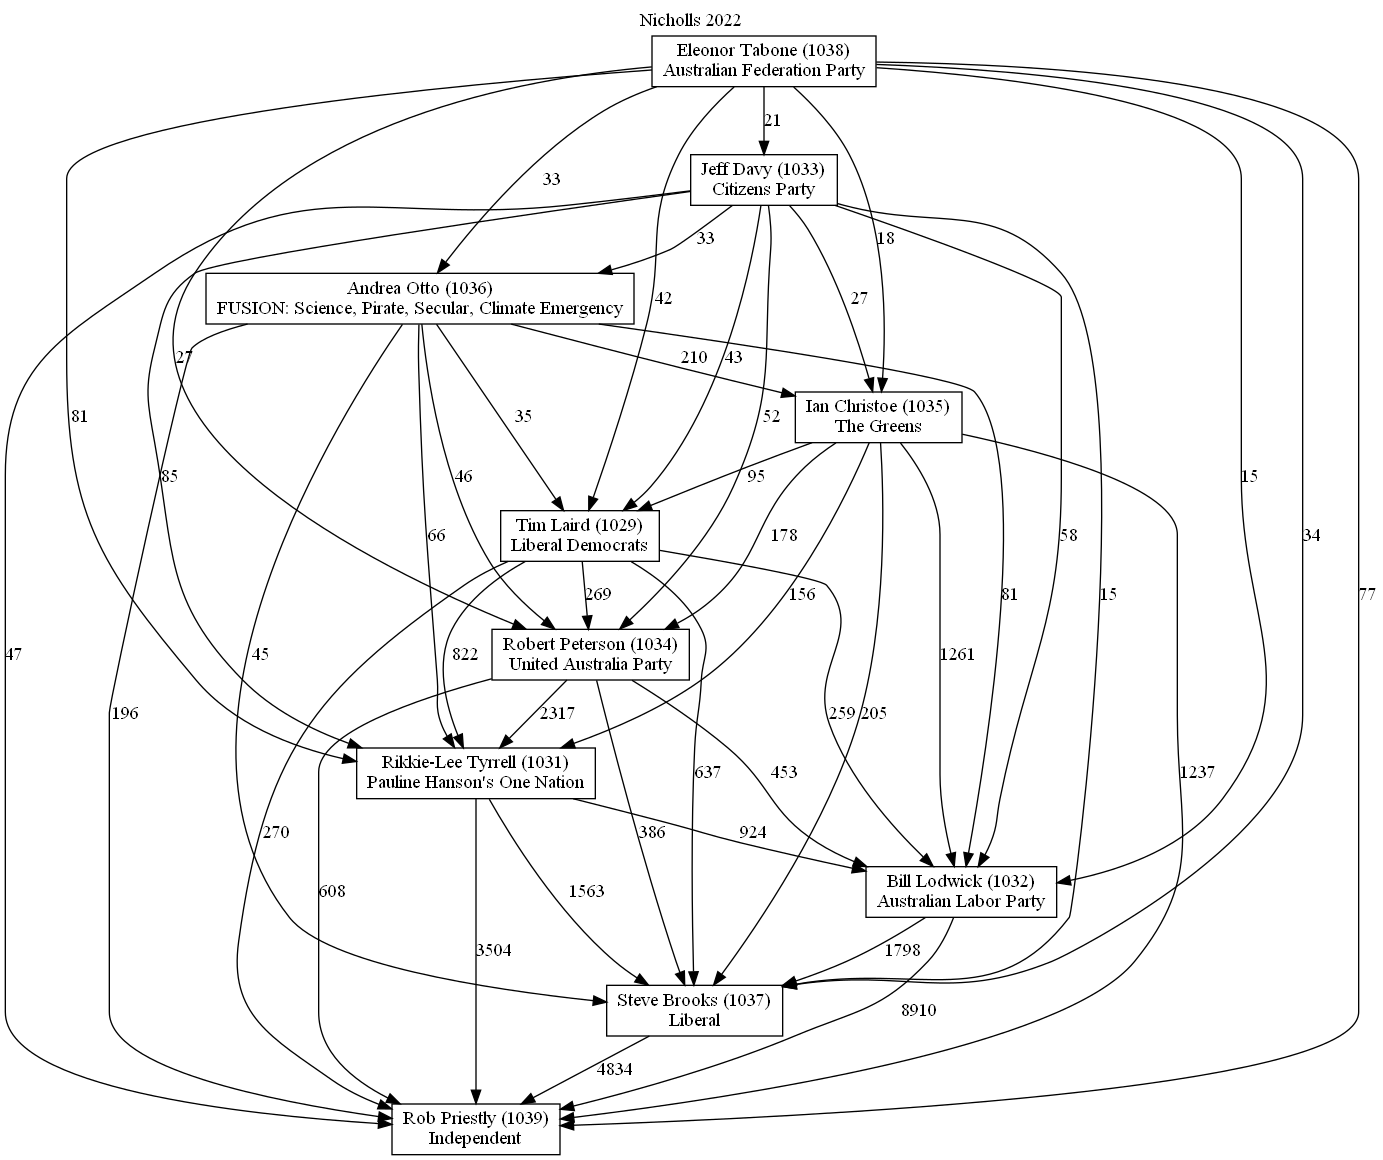 Nicholls 2022
Eleonor Tabone (1038)
Australian Federation Party
21
Jeff Davy (1033)
Citizens Party
33
33
18
Andrea Otto (1036)
FUSION: Science, Pirate, Secular, Climate Emergency
42
27
27
210
43
Ian Christoe (1035)
The Greens
81
35
52
85
46
95
15
Tim Laird (1029)
Liberal Democrats
66
178
58
34
269
156
81
15
77
Robert Peterson (1034)
United Australia Party
47
45
822
1261
196
2317
259
205
Rikkie-Lee Tyrrell (1031)
Pauline Hanson's One Nation
637
453
1237
270
386
924
Bill Lodwick (1032)
Australian Labor Party
608
1563
3504
1798
Steve Brooks (1037)
Liberal
8910
4834
Rob Priestly (1039)
Independent